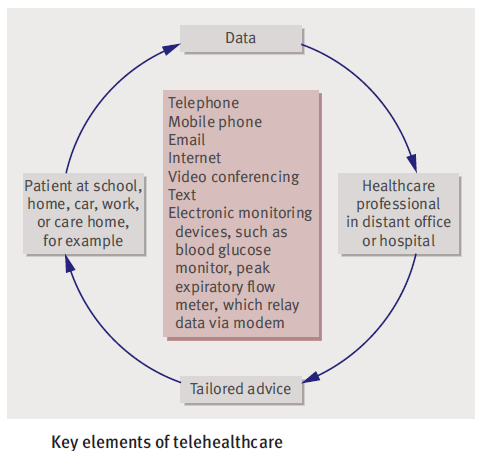 Data
Telephone
Mobile phone
Email
Internet
Video conferencing
Text
Electronic monitoring
devices, such as
blood glucose
monitor, peak
expiratory flow
meter, which relay
data via modem
Patient at school,
home, car, work,
or care home,
for example
Healthcare
professional
in distant office
or hospital
Tailored advice
Key elements of telehealthcare